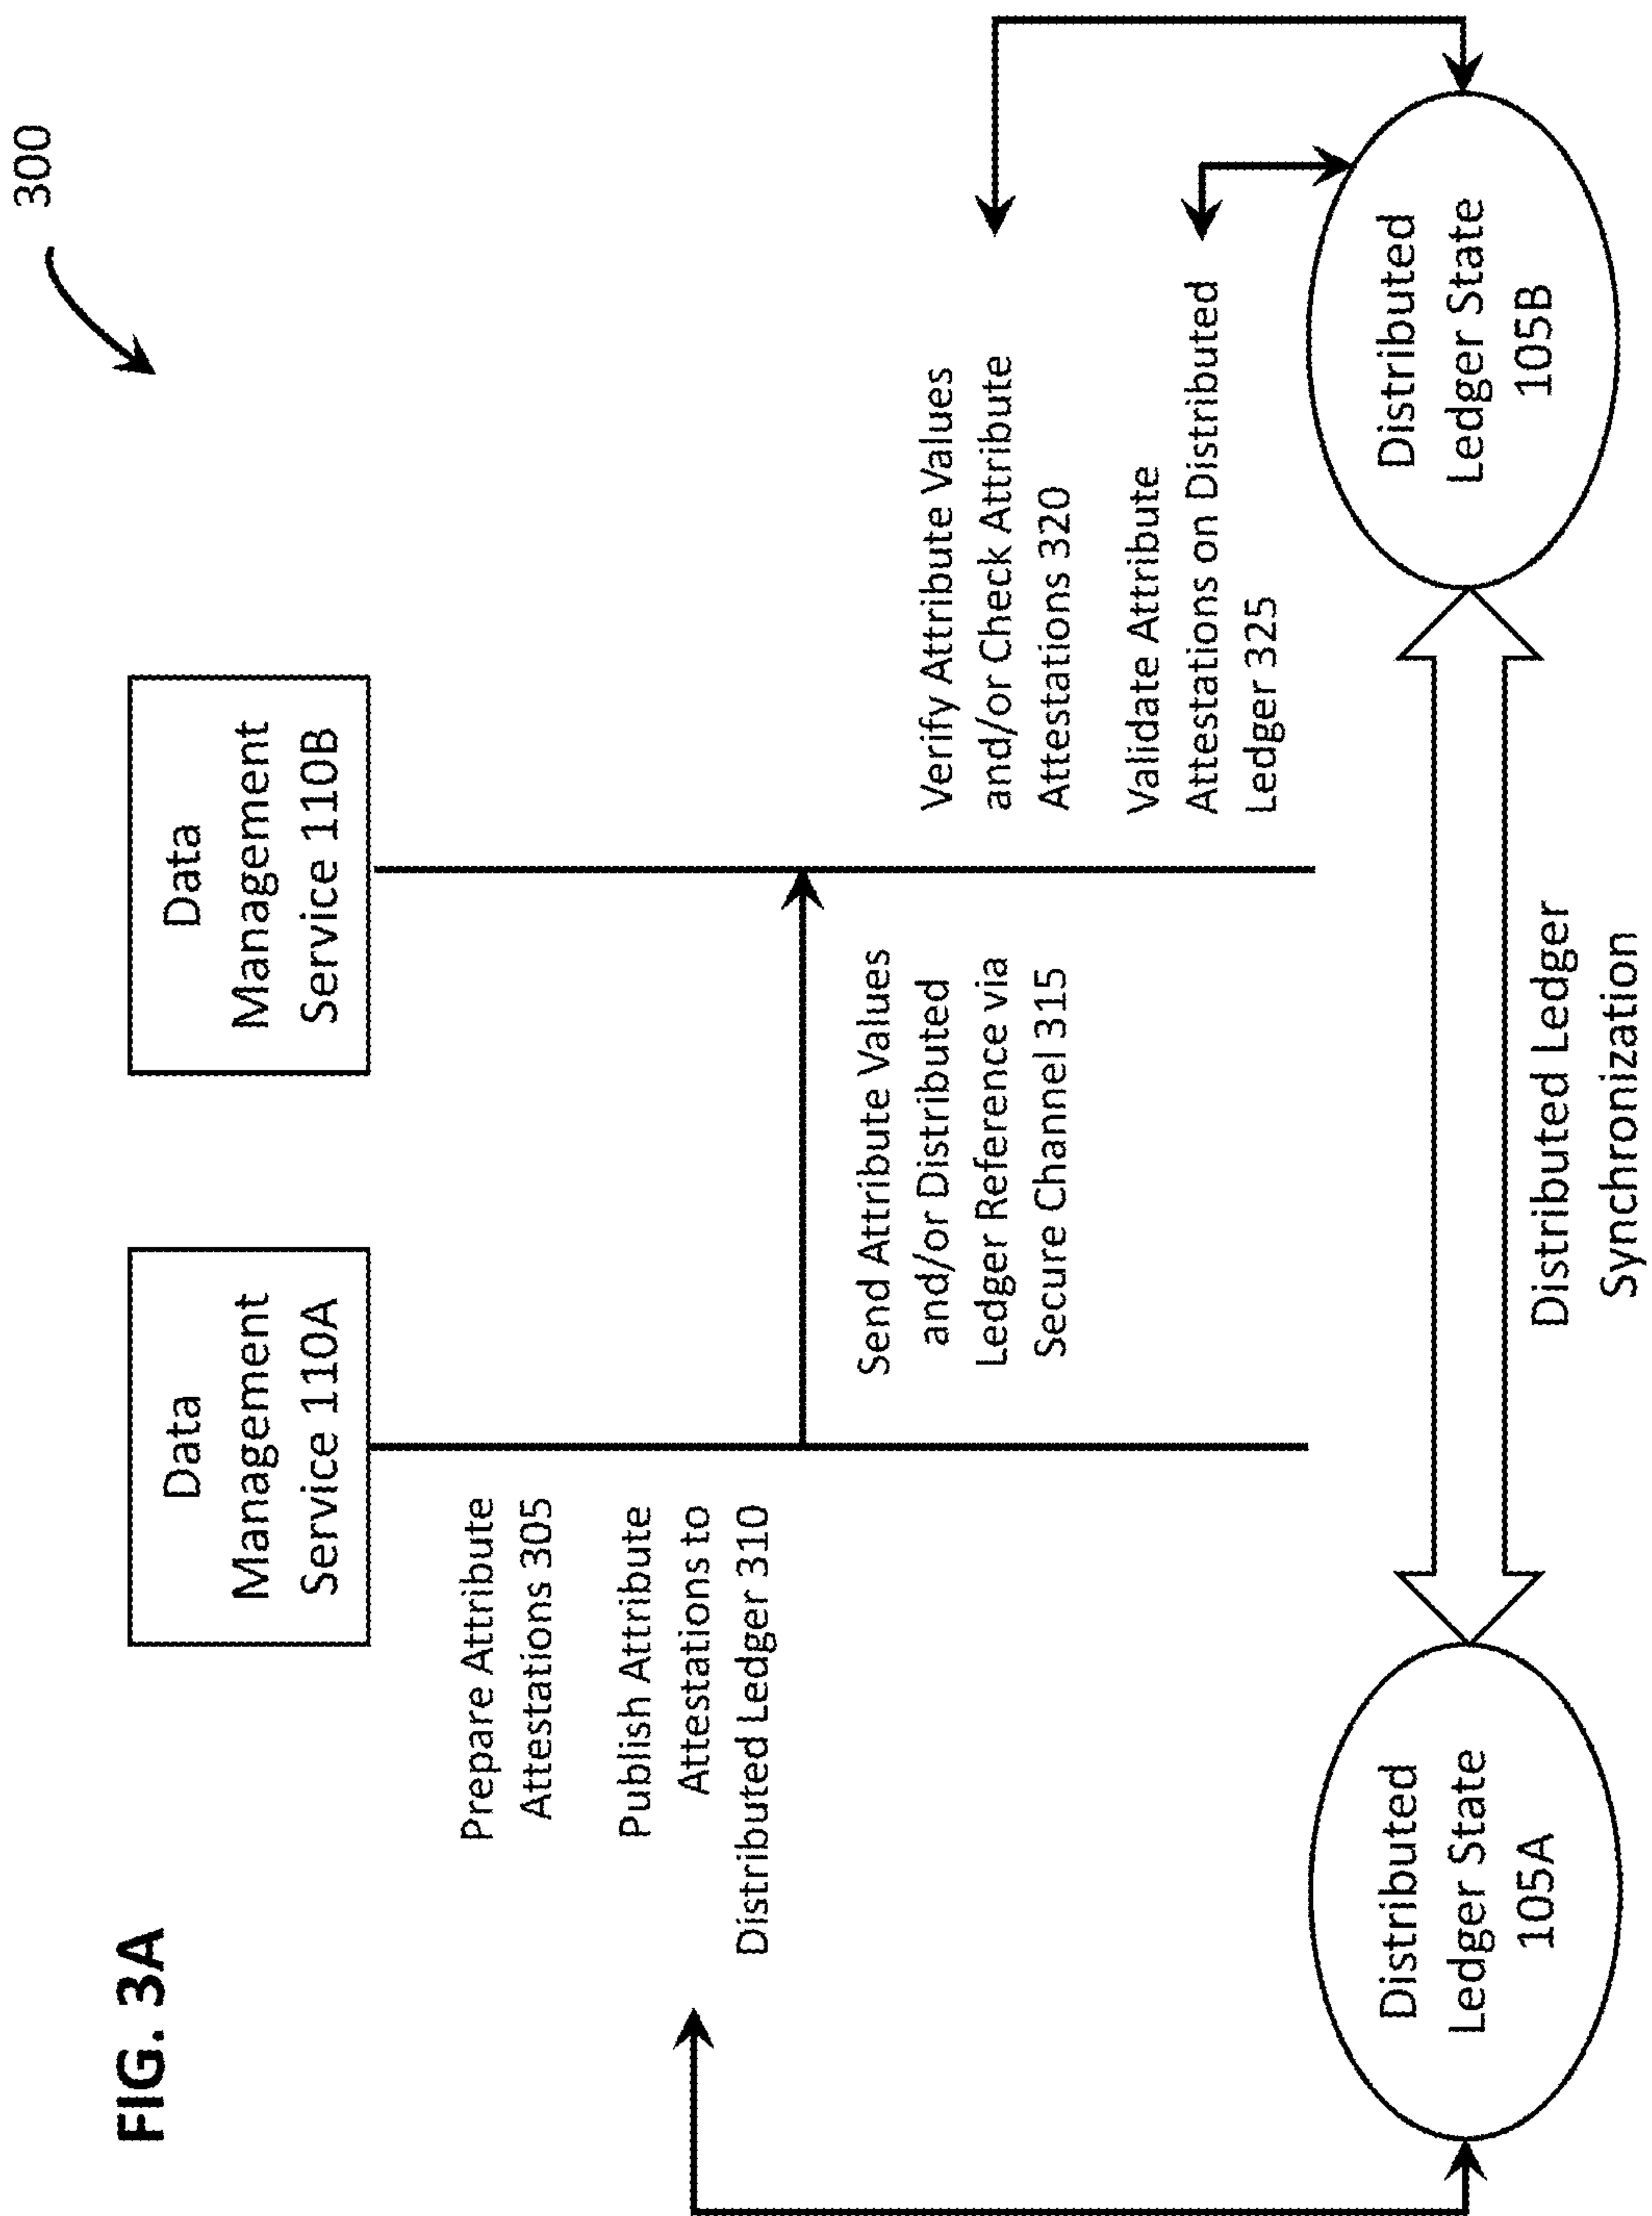 FIG. 3A
300
Data
Management
Service 110A
Data
Management
Service 110B
Prepare Attribute
Attestations 305
Publish Attribute
Attestations to
Distributed Ledger 310
Send Attribute Values
and/or Distributed
Ledger Reference via
Secure Channel 315
Verify Attribute Values
and/or Check Attribute
Attestations 320
Validate Attribute
Attestations on Distributed
Ledger 325
Distributed
Ledger State
105A
Distributed
Ledger State
105B
Distributed Ledger
Synchronization